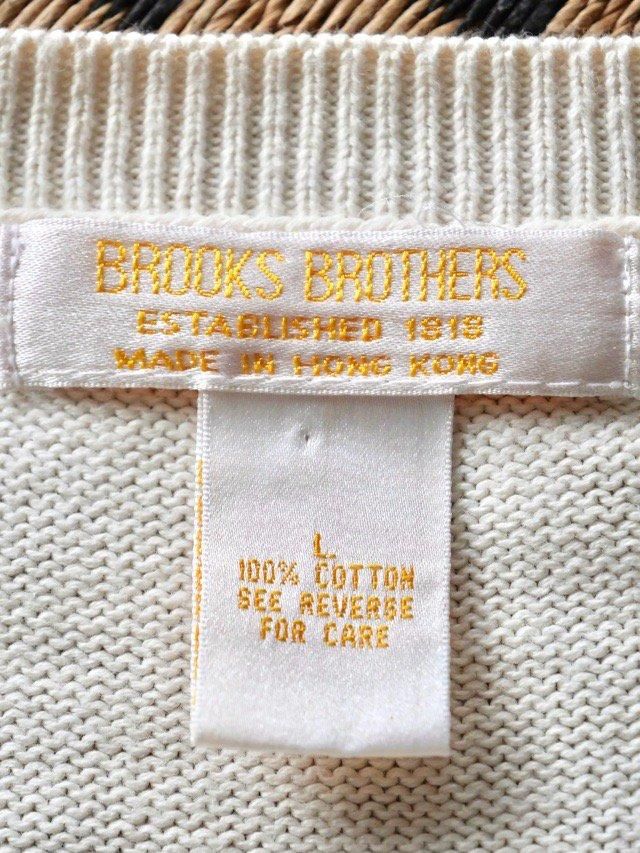 BROOKS BROTHERS
ESTABLISHED 1818
MADE IN HONG KONG
L
100% COTTON
SEE REVERSE
FOR CARE